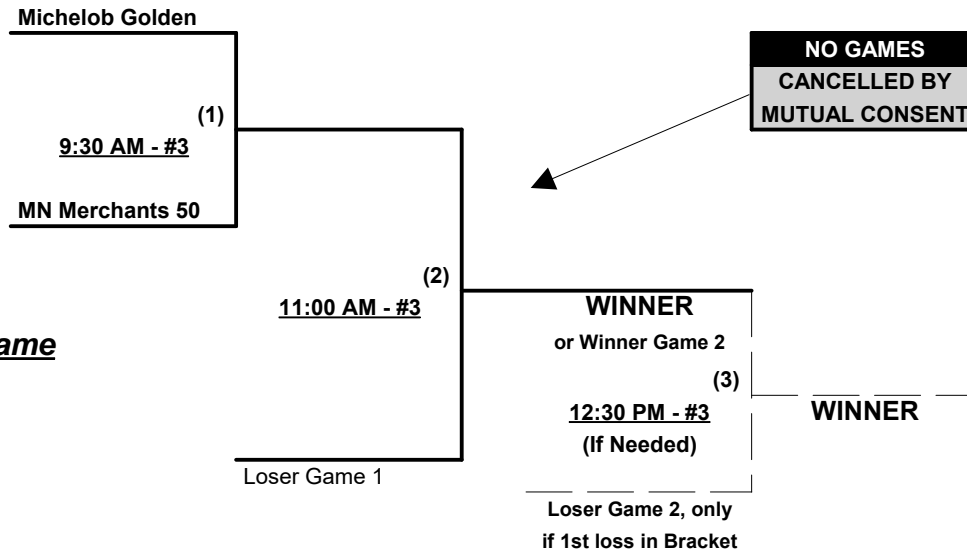 Michelob Golden
NO GAMES
CANCELLED BY
MUTUAL CONSENT
(1)
9:30 AM - #3
MN Merchants 50
(2)
11:00 AM - #3
WINNER
or Winner Game 2
ame
(3)
12:30 PM - #3
WINNER
(If Needed)
Loser Game 1
Loser Game 2, only
if 1st loss in Bracket